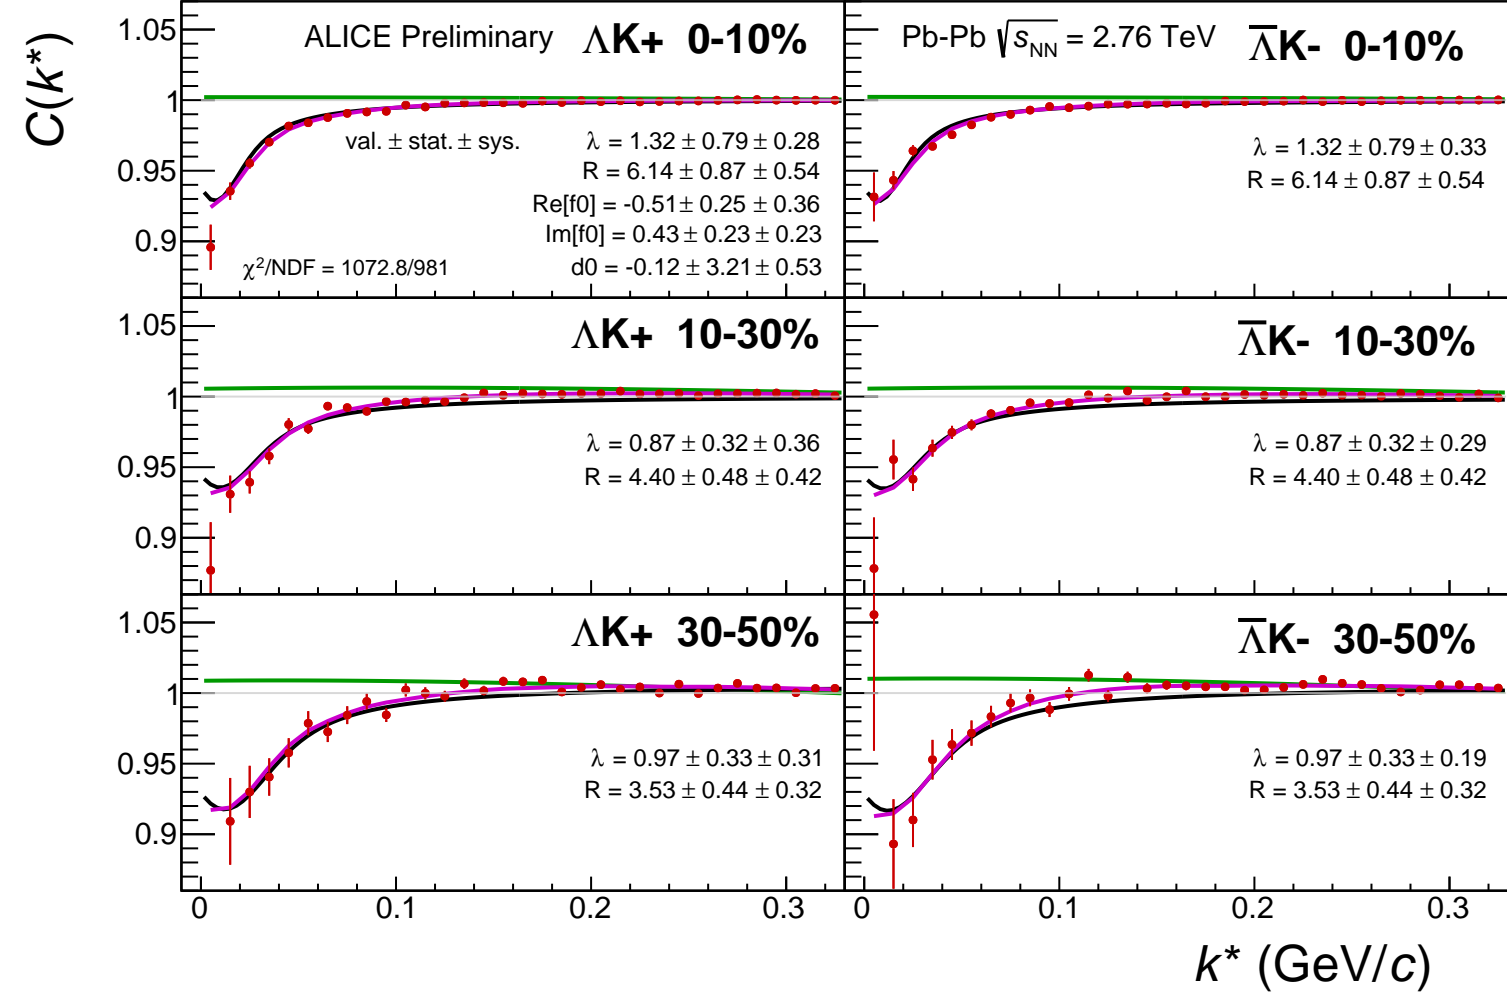 C(k*)
ALICE Preliminary ΛK+ 0-10%
val. ± stat. ± sys.
λ = 1.32 ± 0.79 ± 0.28
R = 6.14 ± 0.87 ± 0.54
Re[f0] = -0.51 ± 0.25 ± 0.36
Im[f0] = 0.43 ± 0.23 ± 0.23
χ²/NDF = 1072.8/981
d0 = -0.12 ± 3.21 ± 0.53
1.05
1
0.95
0.9
Pb-Pb √sNN = 2.76 TeV Λ̅K- 0-10%
λ = 1.32 ± 0.79 ± 0.33
R = 6.14 ± 0.87 ± 0.54
ΛK+ 10-30%
λ = 0.87 ± 0.32 ± 0.36
R = 4.40 ± 0.48 ± 0.42
1.05
1
0.95
0.9
Λ̅K- 10-30%
λ = 0.87 ± 0.32 ± 0.29
R = 4.40 ± 0.48 ± 0.42
ΛK+ 30-50%
λ = 0.97 ± 0.33 ± 0.31
R = 3.53 ± 0.44 ± 0.32
1.05
1
0.95
0.9
Λ̅K- 30-50%
λ = 0.97 ± 0.33 ± 0.19
R = 3.53 ± 0.44 ± 0.32
0 0.1 0.2 0.3 0 0.1 0.2 0.3
k* (GeV/c)